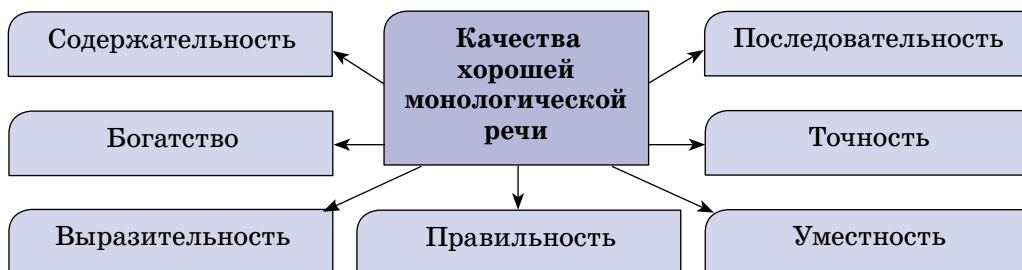 Качества
хорошей
монологической
речи
Содержательность
Последовательность
Богатство
Точность
Выразительность
Правильность
Уместность